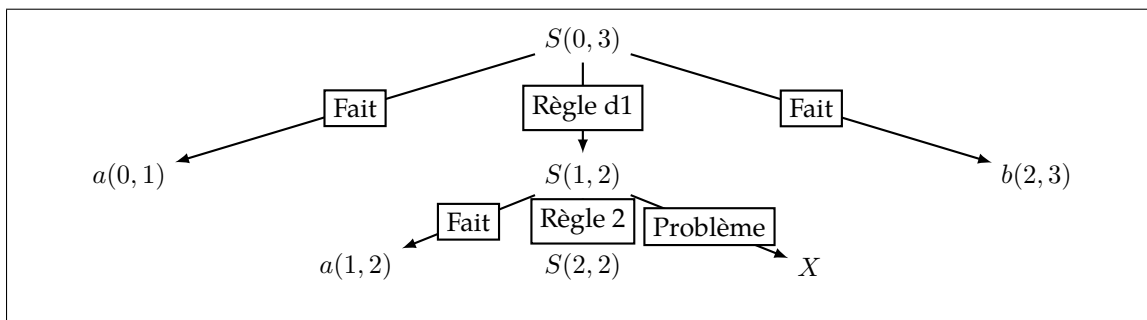 S(0, 3)
Fait
Règle d1
Fait
a(0, 1)
S(1, 2)
b(2, 3)
Fait
Règle 2
Problème
a(1, 2)
S(2, 2)
X